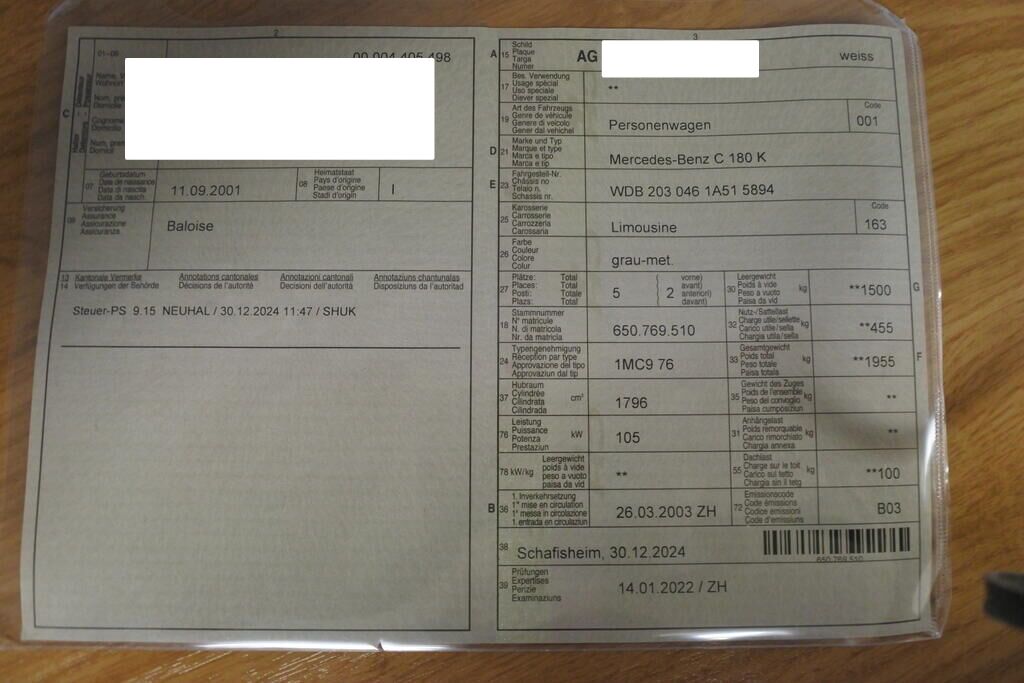 2
01-06
00.004.405.498
C
07
Geburtsdatum
Date de naissance
Data di nascita
Data da nasch.
11.09.2001
08
Heimatstaat
Pays d'origine
Paese d'origine
Stadi d'origin
I
09
Versicherung
Assurance
Assicurazione
Assicuranza
Baloise
13 Kantonale Vermerke Annotations cantonales Annotazioni cantonali Annotaziuns chantunalas
14 Verfügungen der Behörde Décisions de l'autorité Decisioni dell'autorità Disposiziuns da l'autoritad
Steuer-PS 9.15 NEUHAL / 30.12.2024 11:47 / SHUK
3
A 15
Schild
Plaque
Targa
Numer
AG
weiss
17
Bes. Verwendung
Usage spécial
Uso speciale
Diever spezial
**
19
Art des Fahrzeugs
Genre de véhicule
Genere di veicolo
Gener dal vehichel
Personenwagen
Code
001
D 21
Marke und Typ
Marque et type
Marca e tipo
Marca e tip
Mercedes-Benz C 180 K
E 23
Fahrgestell-Nr.
Châssis no
Telaio n.
Schassis nr.
WDB 203 046 1A51 5894
25
Karosserie
Carrosserie
Carrozzeria
Carossaria
Limousine
Code
163
26
Farbe
Couleur
Colore
Colur
grau-met.
27
Plätze: Total
Places: Total
Posti: Totale
Plazs: Total
5
( 2
vorne)
avant)
anteriori)
davant)
30
Leergewicht
Poids à vide
Peso a vuoto
Paisa da vid
kg
**1500
G
18
Stammnummer
N° matricule
N. di matricola
Nr. da matricla
650.769.510
32
Nutz-/Sattellast
Charge utile/sellette
Carico utile/sella
Chargia utila/sella
kg
**455
24
Typengenehmigung
Réception par type
Approvazione del tipo
Approvaziun dal tip
1MC9 76
33
Gesamtgewicht
Poids total
Peso totale
Paisa totala
kg
**1955
F
37
Hubraum
Cylindrée
Cilindrata
Cilindrada
cm³
1796
35
Gewicht des Zuges
Poids de l'ensemble
Peso del convoglio
Paisa cumposiziun
kg
**
76
Leistung
Puissance
Potenza
Prestaziun
kW
105
31
Anhängelast
Poids remorquable
Carico rimorchiato
Chargia annexa
kg
**
78 kW/kg
Leergewicht
poids à vide
peso a vuoto
paisa da vid
**
55
Dachlast
Charge sur le toit
Carico sul tetto
Chargia sin il tetg
kg
**100
B 36
1. Inverkehrsetzung
1re mise en circulation
1a messa in circolazione
1. entrada en circulaziun
26.03.2003 ZH
72
Emissionscode
Code émissions
Codice emissioni
Code d'emissiuns
B03
38
Schafisheim, 30.12.2024
650.769.510
39
Prüfungen
Expertises
Perizie
Examinaziuns
14.01.2022 / ZH